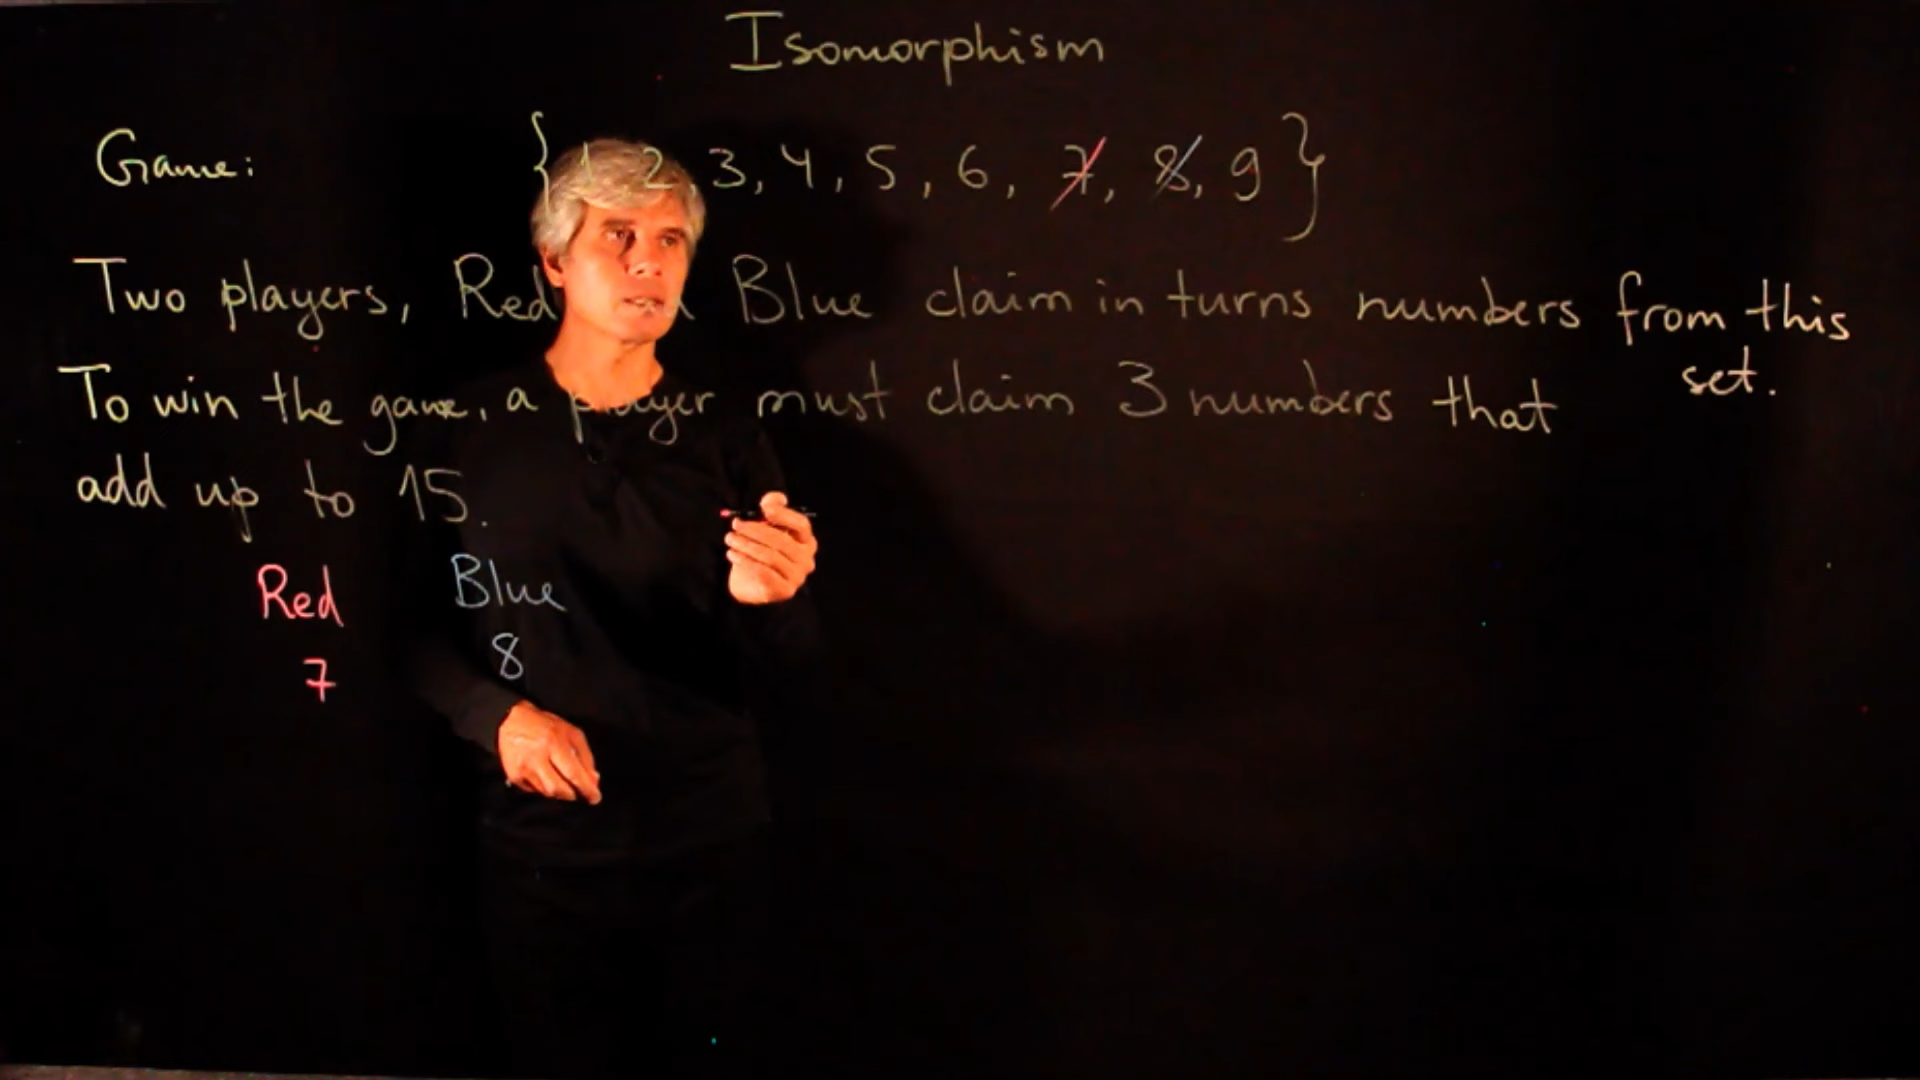 Isomorphism
Game: { 1 2, 3, 4, 5, 6, 7, 8, 9 }
Two players, Red Blue claim in turns numbers from this
set.
To win the game, a player must claim 3 numbers that
add up to 15.
Red Blue
7 8